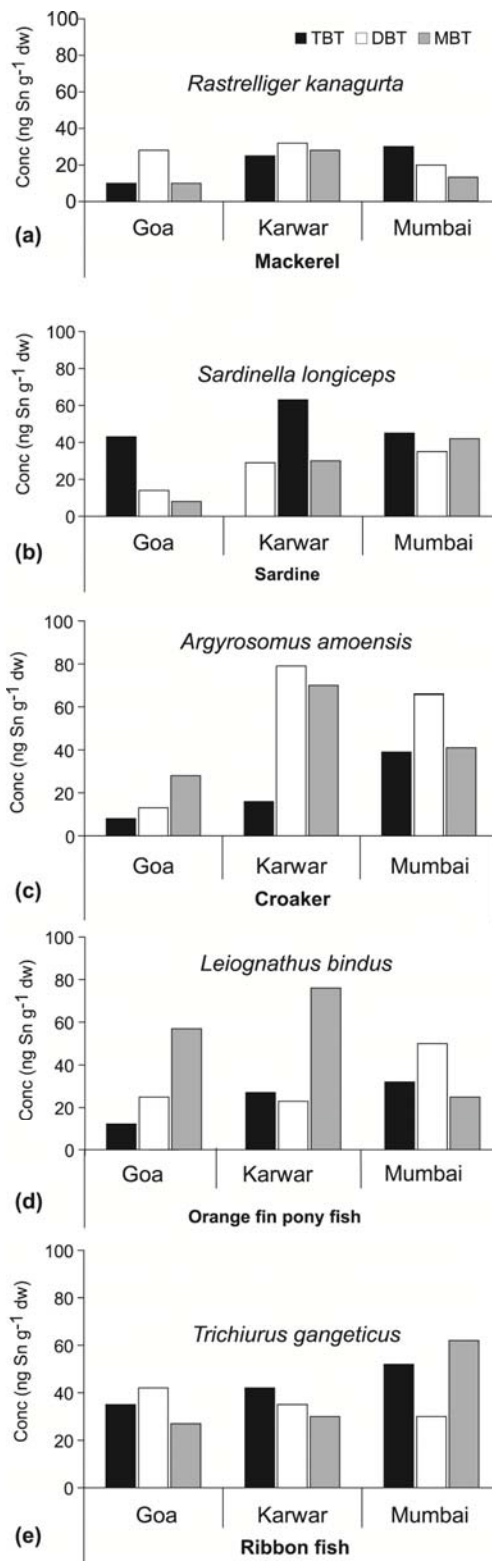 100
80
60
40
20
0
Conc (ng Sn g-1 dw)
TBT DBT MBT
Rastrelliger kanagurta
Goa Karwar Mumbai
(a)
Mackerel
100
80
60
40
20
0
Conc (ng Sn g-1 dw)
Sardinella longiceps
Goa Karwar Mumbai
(b)
Sardine
100
80
60
40
20
0
Conc (ng Sn g-1 dw)
Argyrosomus amoensis
Goa Karwar Mumbai
(c)
Croaker
100
80
60
40
20
0
Conc (ng Sn g-1 dw)
Leiognathus bindus
Goa Karwar Mumbai
(d)
Orange fin pony fish
100
80
60
40
20
0
Conc (ng Sn g-1 dw)
Trichiurus gangeticus
Goa Karwar Mumbai
(e)
Ribbon fish